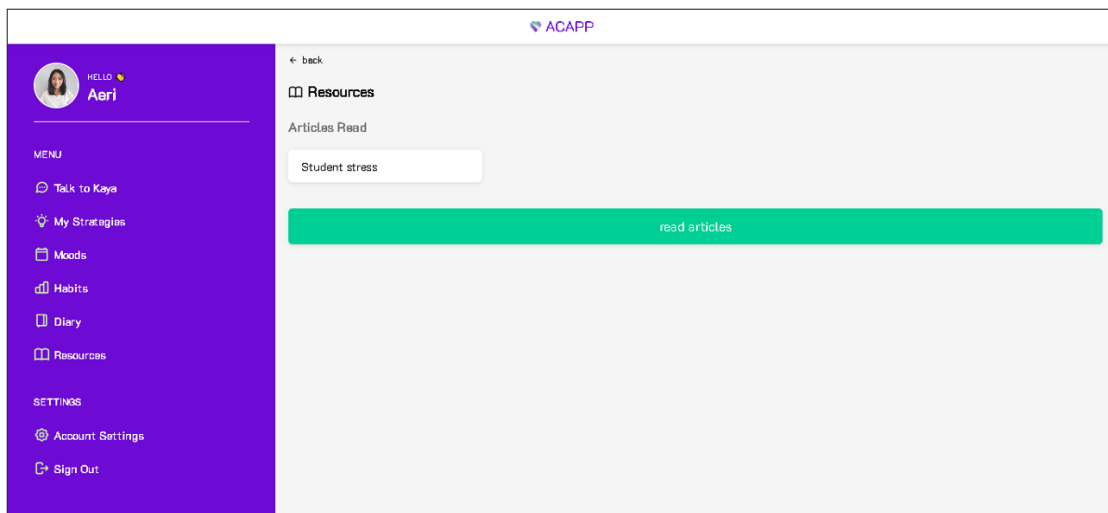 ACAPP
HELLO 👋
Aeri
MENU
Talk to Kaya
My Strategies
Moods
Habits
Diary
Resources
SETTINGS
Account Settings
Sign Out
← back
Resources
Articles Read
Student stress
read articles